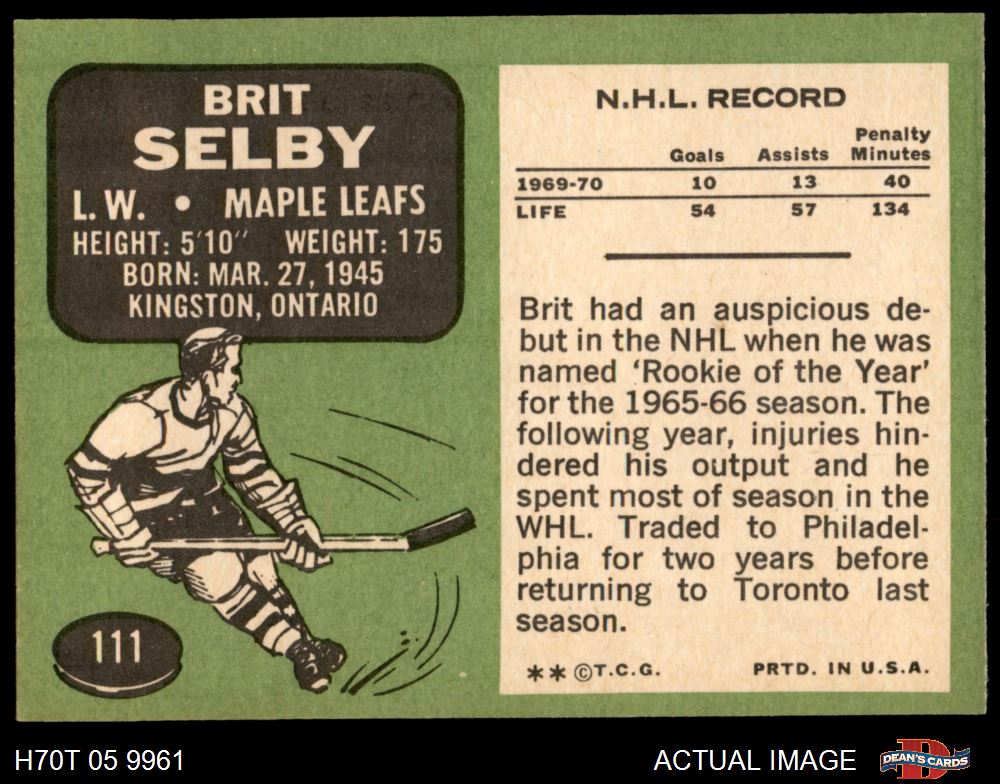 BRIT
SELBY
L. W. • MAPLE LEAFS
HEIGHT: 5'10" WEIGHT: 175
BORN: MAR. 27, 1945
KINGSTON, ONTARIO
111
N.H.L. RECORD
Goals Assists Penalty Minutes
1969-70 10 13 40
LIFE 54 57 134
Brit had an auspicious de-
but in the NHL when he was
named 'Rookie of the Year'
for the 1965-66 season. The
following year, injuries hin-
dered his output and he
spent most of season in the
WHL. Traded to Philadel-
phia for two years before
returning to Toronto last
season.
** ©T.C.G. PRTD. IN U.S.A.
H70T 05 9961 ACTUAL IMAGE
D DEAN'S CARDS